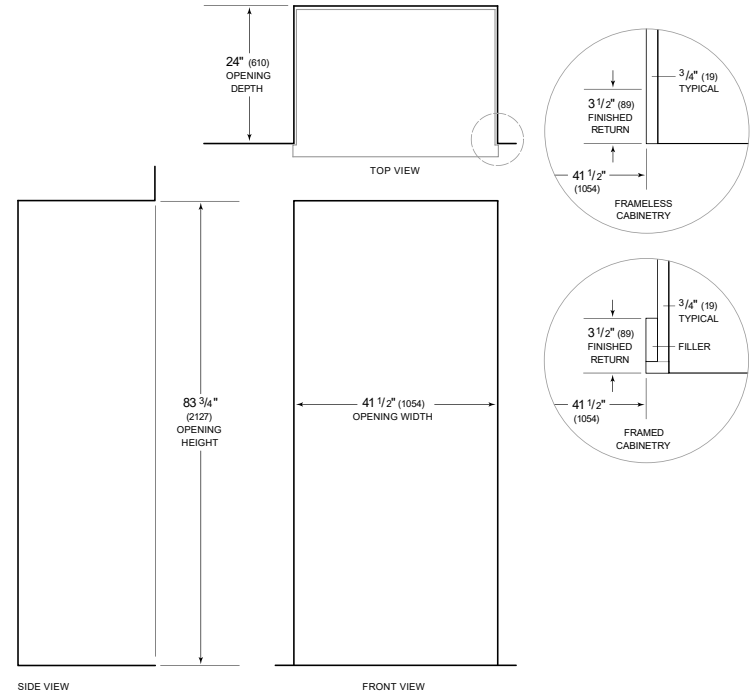 24" (610)
OPENING
DEPTH
TOP VIEW
3/4" (19)
TYPICAL
3 1/2" (89)
FINISHED
RETURN
41 1/2"
(1054)
FRAMELESS
CABINETRY
3/4" (19)
TYPICAL
3 1/2" (89)
FINISHED
RETURN
FILLER
41 1/2"
(1054)
FRAMED
CABINETRY
83 3/4"
(2127)
OPENING
HEIGHT
41 1/2" (1054)
OPENING WIDTH
SIDE VIEW
FRONT VIEW